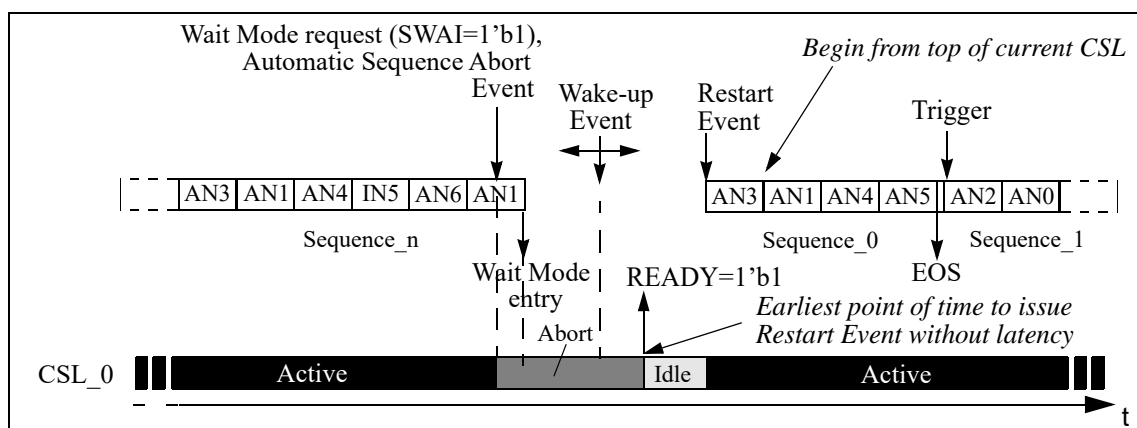 Wait Mode request (SWAI=1’b1),
Automatic Sequence Abort
Event
Wake-up
Event
Restart
Event
Begin from top of current CSL
Trigger
AN3 AN1 AN4 IN5 AN6 AN1
AN3 AN1 AN4 AN5 AN2 AN0
Sequence_n
Sequence_0
Sequence_1
Wait Mode
entry
READY=1’b1
EOS
Earliest point of time to issue
Restart Event without latency
Abort
CSL_0
Active
Idle
Active
t